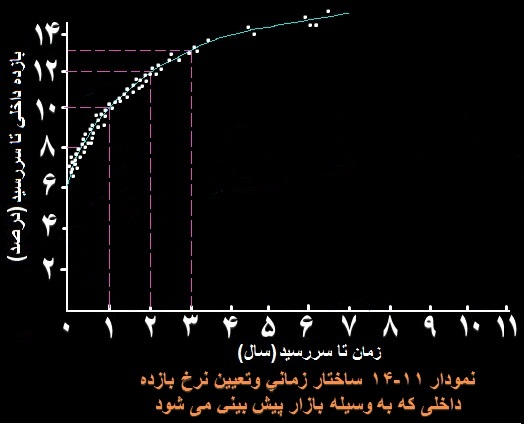 بازده داخلی تا سررسید (درصد)
۱۴
۱۲
۱۰
۸
۶
۴
۲
۰ ۱ ۲ ۳ ۴ ۵ ۶ ۷ ۸ ۹ ۱۰ ۱۱
زمان تا سررسید (سال)
نمودار ۱۱-۱۴ ساختار زماني وتعیین نرخ بازده
داخلی که به وسیله بازار پیش بینی می شود